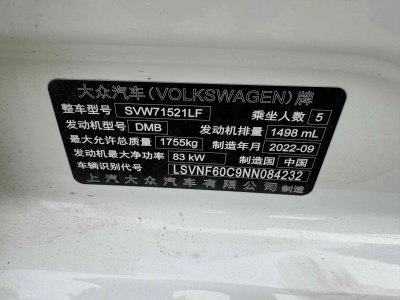 大众汽车(VOLKSWAGEN)牌
整车型号 SVW71521LF 乘坐人数 5
发动机型号 DMB 发动机排量 1498 mL
最大允许总质量 1755kg 制造年月 2022-09
发动机最大净功率 83 kW 制造国 中国
车辆识别代号 LSVNF60C9NN084232
上汽大众汽车有限公司 制造